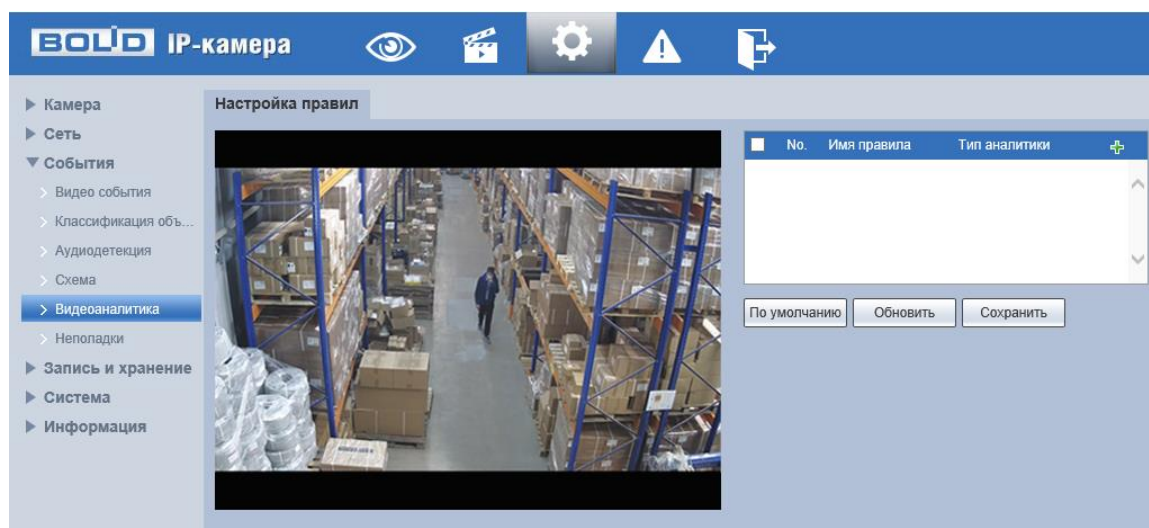 BOLID IP-камера
Камера
Сеть
События
Видео события
Классификация объ...
Аудиодетекция
Схема
Видеоаналитика
Неполадки
Запись и хранение
Система
Информация
Настройка правил
No. Имя правила Тип аналитики
По умолчанию Обновить Сохранить